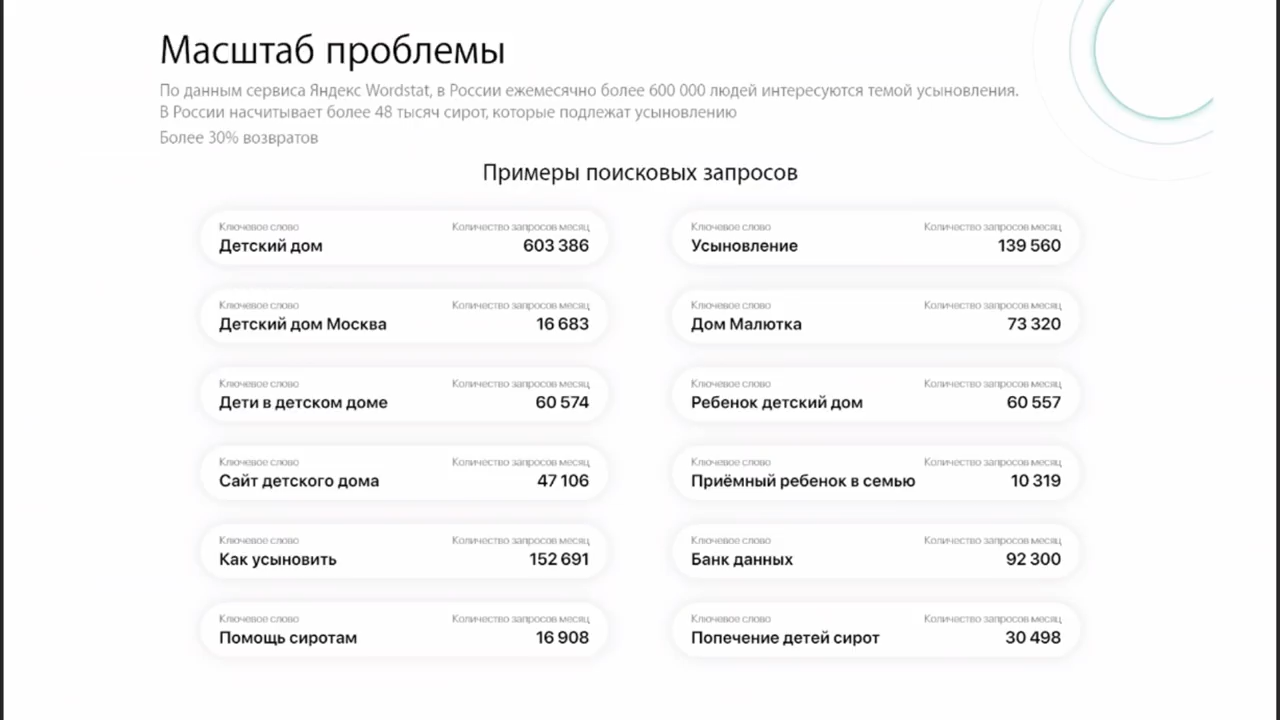 Масштаб проблемы
По данным сервиса Яндекс Wordstat, в России ежемесячно более 600 000 людей интересуются темой усыновления.
В России насчитывает более 48 тысяч сирот, которые подлежат усыновлению
Более 30% возвратов
Примеры поисковых запросов
Ключевое слово Количество запросов месяц
Детский дом 603 386
Ключевое слово Количество запросов месяц
Усыновление 139 560
Ключевое слово Количество запросов месяц
Детский дом Москва 16 683
Ключевое слово Количество запросов месяц
Дом Малютка 73 320
Ключевое слово Количество запросов месяц
Дети в детском доме 60 574
Ключевое слово Количество запросов месяц
Ребенок детский дом 60 557
Ключевое слово Количество запросов месяц
Сайт детского дома 47 106
Ключевое слово Количество запросов месяц
Приёмный ребенок в семью 10 319
Ключевое слово Количество запросов месяц
Как усыновить 152 691
Ключевое слово Количество запросов месяц
Банк данных 92 300
Ключевое слово Количество запросов месяц
Помощь сиротам 16 908
Ключевое слово Количество запросов месяц
Попечение детей сирот 30 498